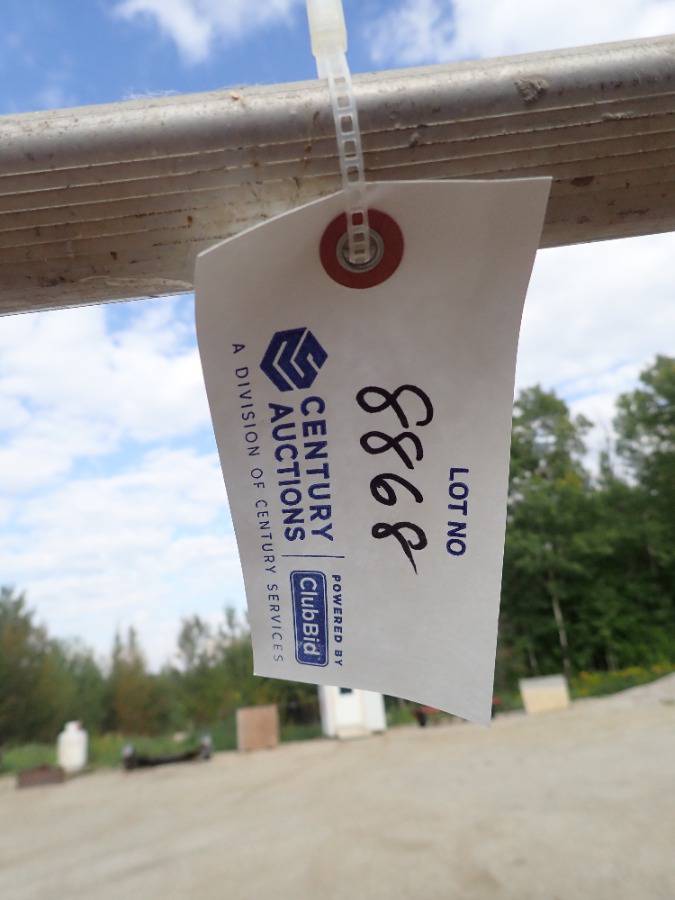 LOT NO
8868
CENTURY
AUCTIONS
A DIVISION OF CENTURY SERVICES
POWERED BY
ClubBid